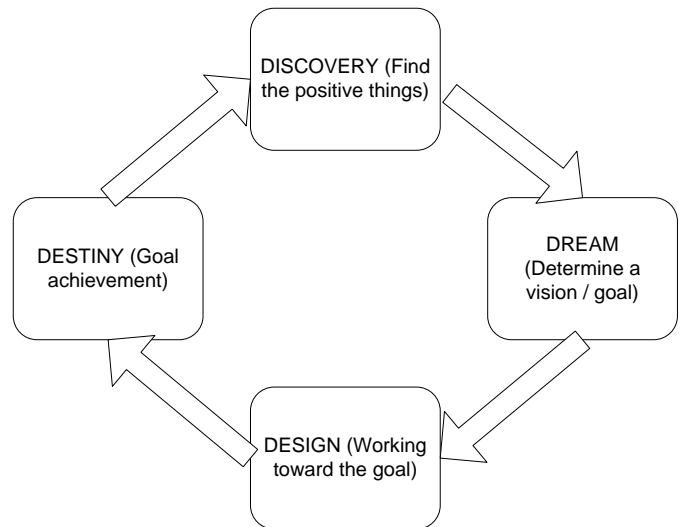 DISCOVERY (Find
the positive things)
DREAM
(Determine a
vision / goal)
DESIGN (Working
toward the goal)
DESTINY (Goal
achievement)